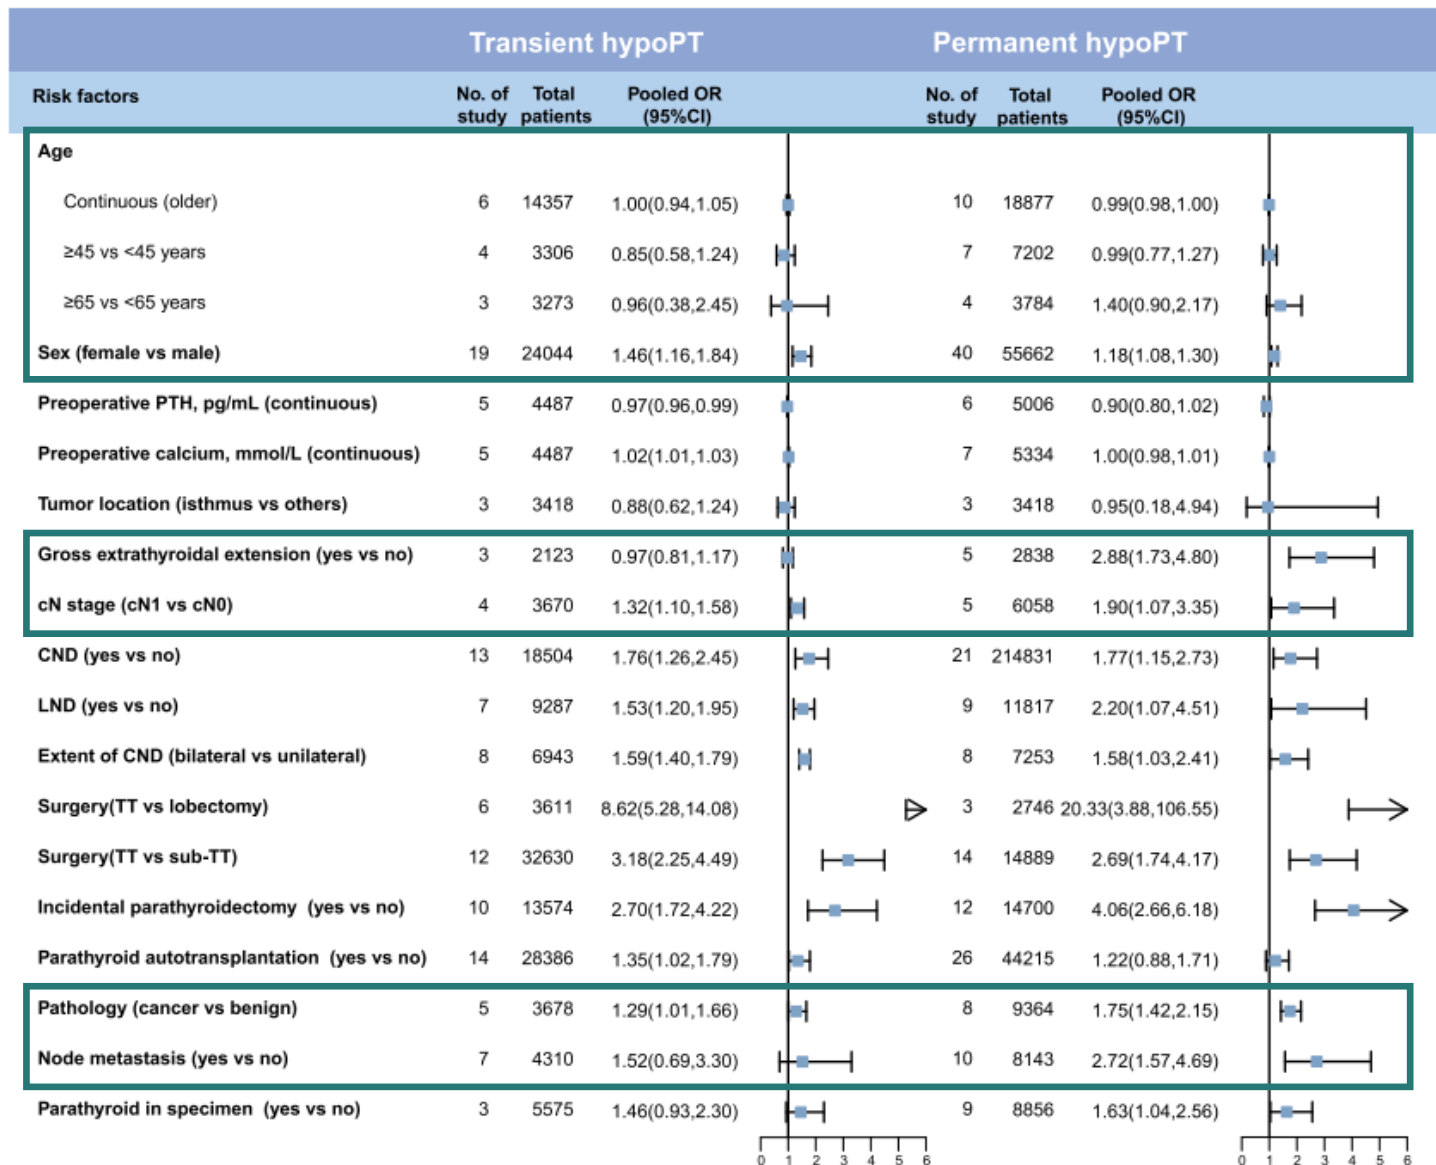 Transient hypoPT Permanent hypoPT
Risk factors No. of study Total patients Pooled OR (95%CI) No. of study Total patients Pooled OR (95%CI)
Age
Continuous (older) 6 14357 1.00(0.94,1.05) 10 18877 0.99(0.98,1.00)
≥45 vs <45 years 4 3306 0.85(0.58,1.24) 7 7202 0.99(0.77,1.27)
≥65 vs <65 years 3 3273 0.96(0.38,2.45) 4 3784 1.40(0.90,2.17)
Sex (female vs male) 19 24044 1.46(1.16,1.84) 40 55662 1.18(1.08,1.30)
Preoperative PTH, pg/mL (continuous) 5 4487 0.97(0.96,0.99) 6 5006 0.90(0.80,1.02)
Preoperative calcium, mmol/L (continuous) 5 4487 1.02(1.01,1.03) 7 5334 1.00(0.98,1.01)
Tumor location (isthmus vs others) 3 3418 0.88(0.62,1.24) 3 3418 0.95(0.18,4.94)
Gross extrathyroidal extension (yes vs no) 3 2123 0.97(0.81,1.17) 5 2838 2.88(1.73,4.80)
cN stage (cN1 vs cN0) 4 3670 1.32(1.10,1.58) 5 6058 1.90(1.07,3.35)
CND (yes vs no) 13 18504 1.76(1.26,2.45) 21 214831 1.77(1.15,2.73)
LND (yes vs no) 7 9287 1.53(1.20,1.95) 9 11817 2.20(1.07,4.51)
Extent of CND (bilateral vs unilateral) 8 6943 1.59(1.40,1.79) 8 7253 1.58(1.03,2.41)
Surgery(TT vs lobectomy) 6 3611 8.62(5.28,14.08) 3 2746 20.33(3.88,106.55)
Surgery(TT vs sub-TT) 12 32630 3.18(2.25,4.49) 14 14889 2.69(1.74,4.17)
Incidental parathyroidectomy (yes vs no) 10 13574 2.70(1.72,4.22) 12 14700 4.06(2.66,6.18)
Parathyroid autotransplantation (yes vs no) 14 28386 1.35(1.02,1.79) 26 44215 1.22(0.88,1.71)
Pathology (cancer vs benign) 5 3678 1.29(1.01,1.66) 8 9364 1.75(1.42,2.15)
Node metastasis (yes vs no) 7 4310 1.52(0.69,3.30) 10 8143 2.72(1.57,4.69)
Parathyroid in specimen (yes vs no) 3 5575 1.46(0.93,2.30) 9 8856 1.63(1.04,2.56)
0 1 2 3 4 5 6 0 1 2 3 4 5 6